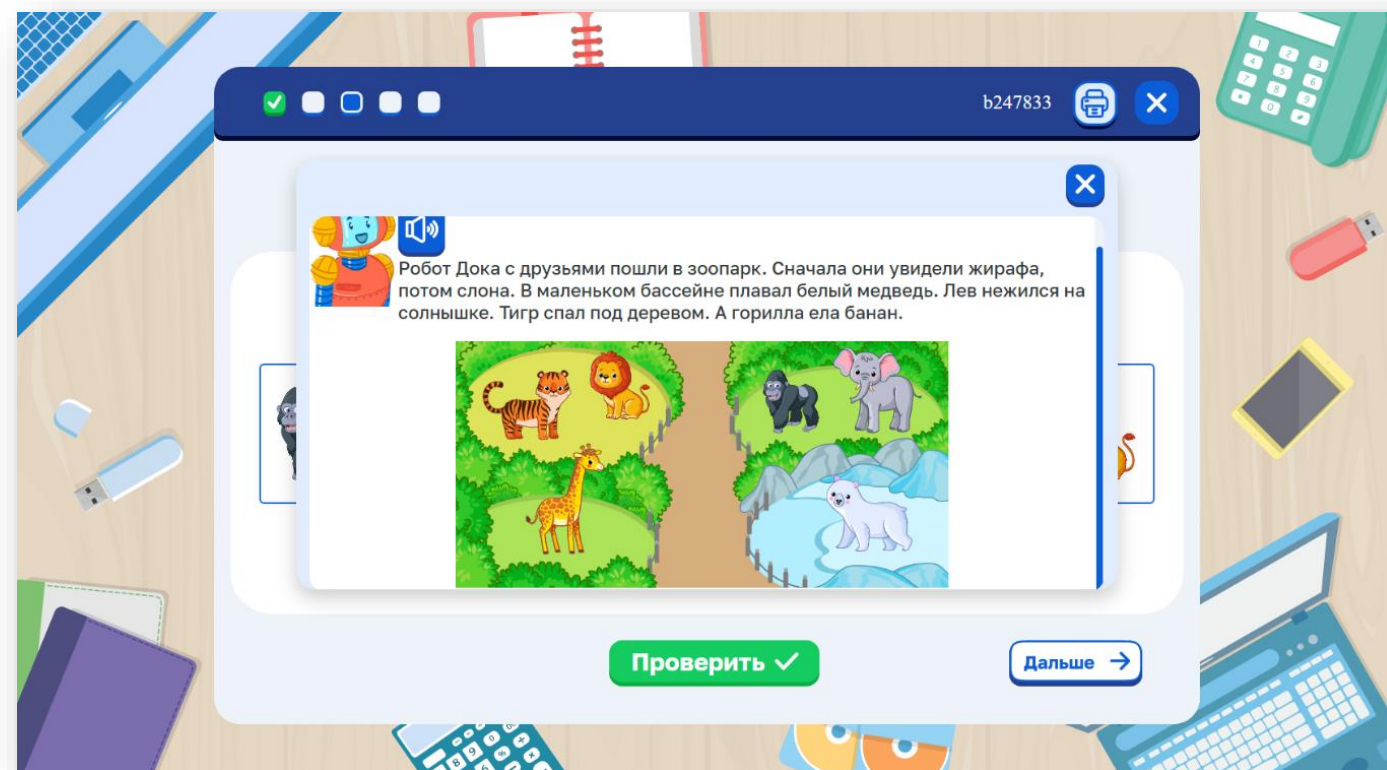 b247833
Робот Дока с друзьями пошли в зоопарк. Сначала они увидели жирафа,
потом слона. В маленьком бассейне плавал белый медведь. Лев нежился на
солнышке. Тигр спал под деревом. А горилла ела банан.
Проверить
Дальше